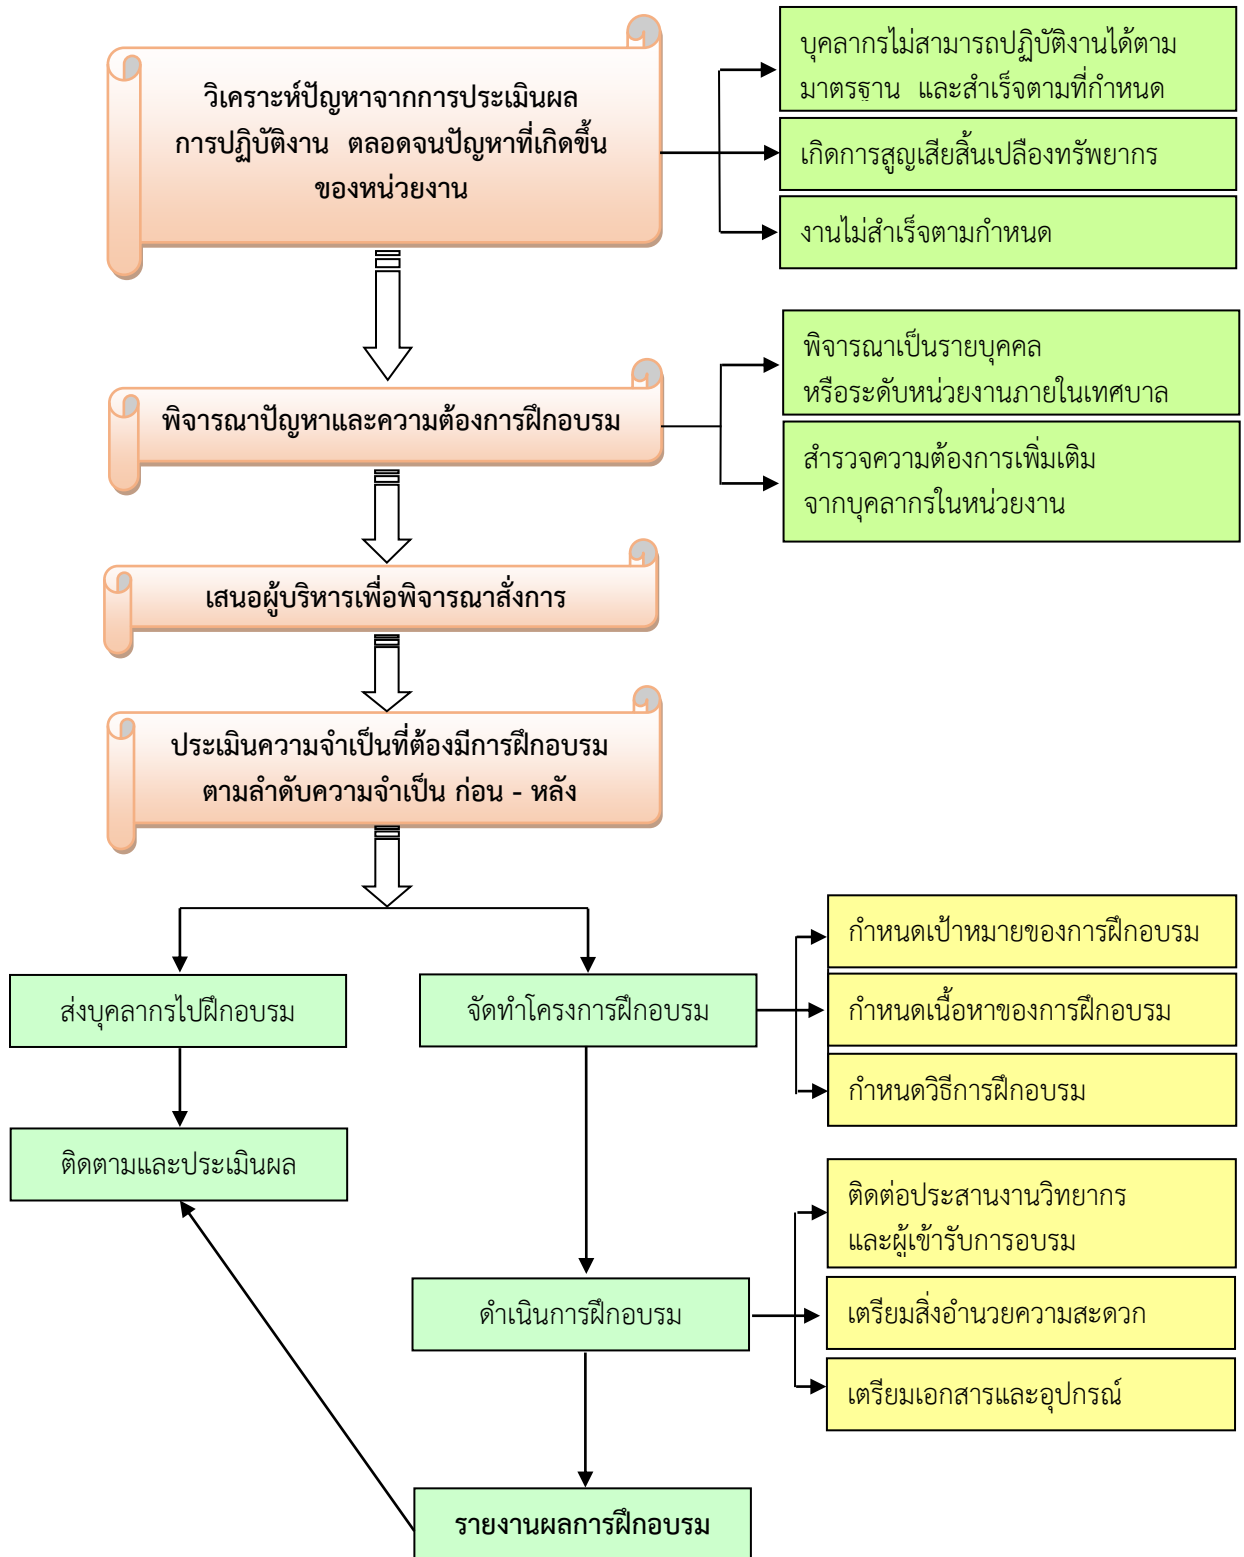 วิเคราะห์ปัญหาจากการประเมินผล
การปฏิบัติงาน ตลอดจนปัญหาที่เกิดขึ้น
ของหน่วยงาน
บุคลากรไม่สามารถปฏิบัติงานได้ตาม
มาตรฐาน และสำเร็จตามที่กำหนด
เกิดการสูญเสียสิ้นเปลืองทรัพยากร
งานไม่สำเร็จตามกำหนด
พิจารณาปัญหาและความต้องการฝึกอบรม
พิจารณาเป็นรายบุคคล
หรือระดับหน่วยงานภายในเทศบาล
สำรวจความต้องการเพิ่มเติม
จากบุคลากรในหน่วยงาน
เสนอผู้บริหารเพื่อพิจารณาสั่งการ
ประเมินความจำเป็นที่ต้องมีการฝึกอบรม
ตามลำดับความจำเป็น ก่อน - หลัง
ส่งบุคลากรไปฝึกอบรม
จัดทำโครงการฝึกอบรม
กำหนดเป้าหมายของการฝึกอบรม
กำหนดเนื้อหาของการฝึกอบรม
กำหนดวิธีการฝึกอบรม
ติดตามและประเมินผล
ติดต่อประสานงานวิทยากร
และผู้เข้ารับการอบรม
ดำเนินการฝึกอบรม
เตรียมสิ่งอำนวยความสะดวก
เตรียมเอกสารและอุปกรณ์
รายงานผลการฝึกอบรม